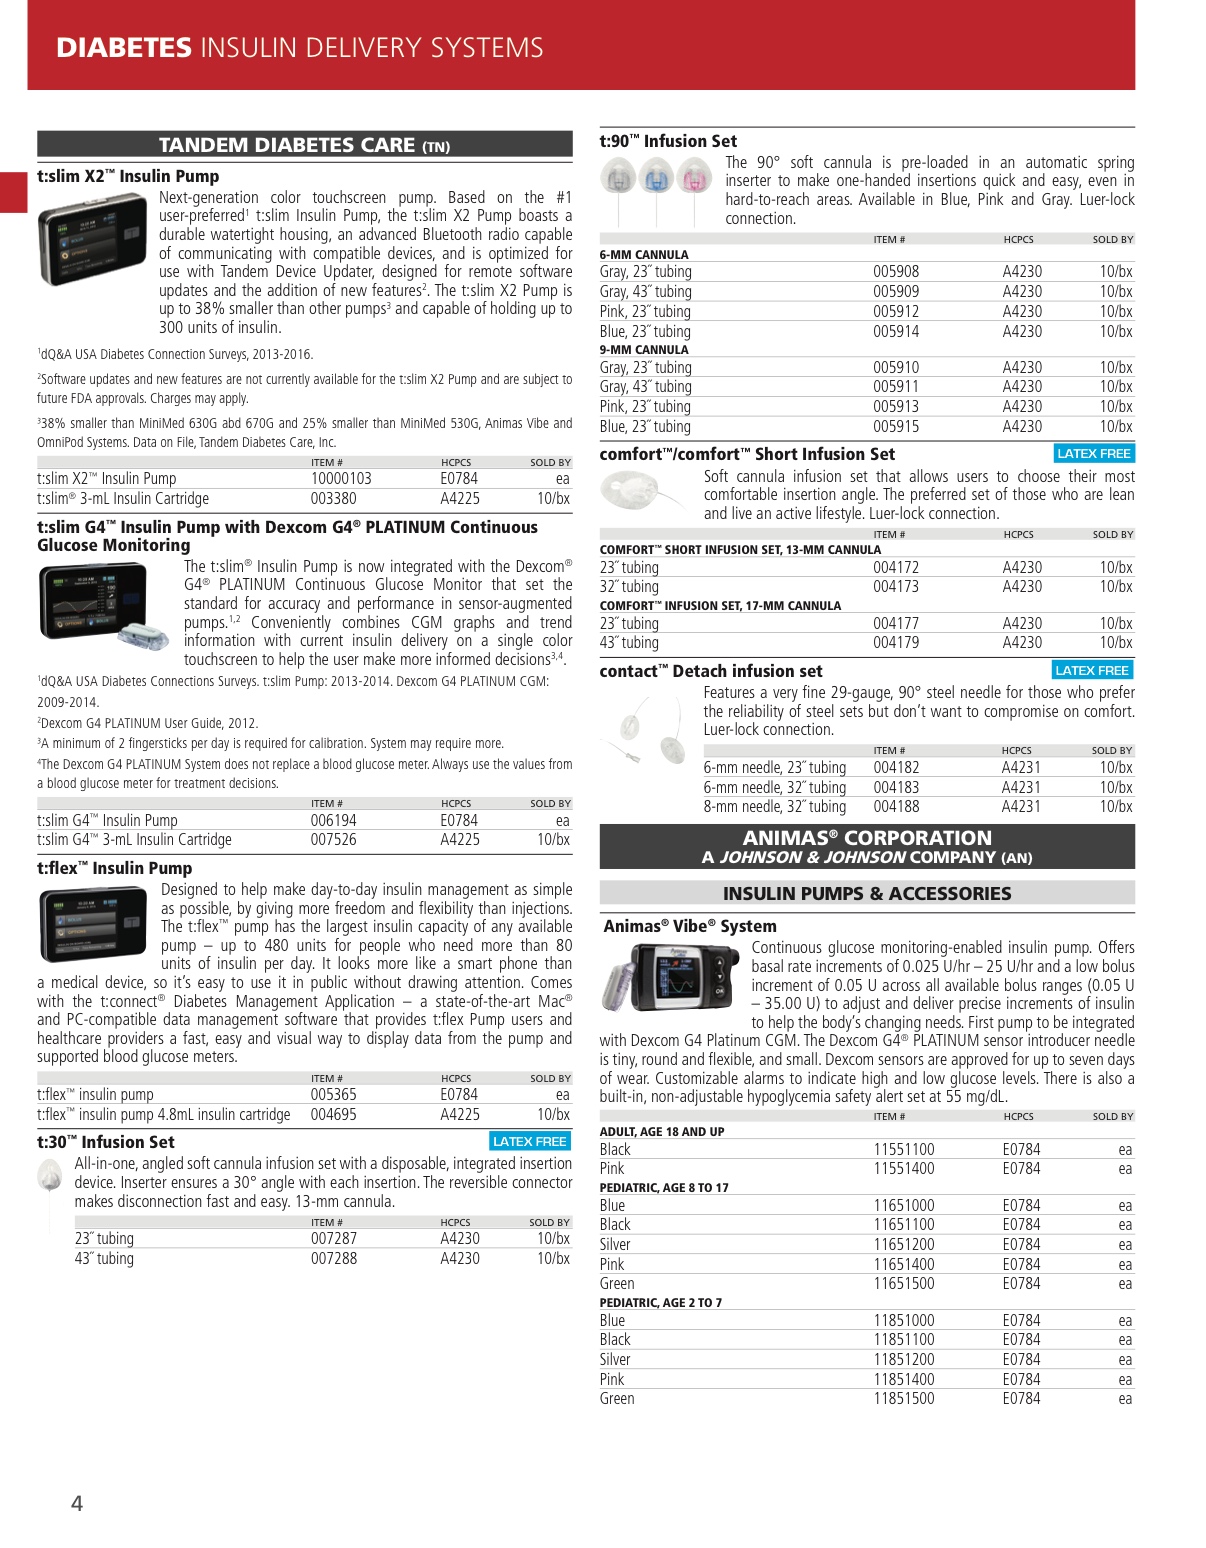 DIABETES INSULIN DELIVERY SYSTEMS
TANDEM DIABETES CARE (TN)
t:slim X2™ Insulin Pump
Next-generation color touchscreen pump. Based on the #1
user-preferred¹ t:slim Insulin Pump, the t:slim X2 Pump boasts a
durable watertight housing, an advanced Bluetooth radio capable
of communicating with compatible devices, and is optimized for
use with Tandem Device Updater, designed for remote software
updates and the addition of new features². The t:slim X2 Pump is
up to 38% smaller than other pumps³ and capable of holding up to
300 units of insulin.
¹dQ&A USA Diabetes Connection Surveys, 2013-2016.
²Software updates and new features are not currently available for the t:slim X2 Pump and are subject to
future FDA approvals. Charges may apply.
³38% smaller than MiniMed 630G abd 670G and 25% smaller than MiniMed 530G, Animas Vibe and
OmniPod Systems. Data on File, Tandem Diabetes Care, Inc.
ITEM # HCPCS SOLD BY
t:slim X2™ Insulin Pump 10000103 E0784 ea
t:slim® 3-mL Insulin Cartridge 003380 A4225 10/bx
t:slim G4™ Insulin Pump with Dexcom G4® PLATINUM Continuous
Glucose Monitoring
The t:slim® Insulin Pump is now integrated with the Dexcom®
G4® PLATINUM Continuous Glucose Monitor that set the
standard for accuracy and performance in sensor-augmented
pumps.¹,² Conveniently combines CGM graphs and trend
information with current insulin delivery on a single color
touchscreen to help the user make more informed decisions³,⁴.
¹dQ&A USA Diabetes Connections Surveys. t:slim Pump: 2013-2014. Dexcom G4 PLATINUM CGM:
2009-2014.
²Dexcom G4 PLATINUM User Guide, 2012.
³A minimum of 2 fingersticks per day is required for calibration. System may require more.
⁴The Dexcom G4 PLATINUM System does not replace a blood glucose meter. Always use the values from
a blood glucose meter for treatment decisions.
ITEM # HCPCS SOLD BY
t:slim G4™ Insulin Pump 006194 E0784 ea
t:slim G4™ 3-mL Insulin Cartridge 007526 A4225 10/bx
t:flex™ Insulin Pump
Designed to help make day-to-day insulin management as simple
as possible, by giving more freedom and flexibility than injections.
The t:flex™ pump has the largest insulin capacity of any available
pump – up to 480 units for people who need more than 80
units of insulin per day. It looks more like a smart phone than
a medical device, so it's easy to use it in public without drawing attention. Comes
with the t:connect® Diabetes Management Application – a state-of-the-art Mac®
and PC-compatible data management software that provides t:flex Pump users and
healthcare providers a fast, easy and visual way to display data from the pump and
supported blood glucose meters.
ITEM # HCPCS SOLD BY
t:flex™ insulin pump 005365 E0784 ea
t:flex™ insulin pump 4.8mL insulin cartridge 004695 A4225 10/bx
t:30™ Infusion Set LATEX FREE
All-in-one, angled soft cannula infusion set with a disposable, integrated insertion
device. Inserter ensures a 30° angle with each insertion. The reversible connector
makes disconnection fast and easy. 13-mm cannula.
ITEM # HCPCS SOLD BY
23˝ tubing 007287 A4230 10/bx
43˝ tubing 007288 A4230 10/bx
t:90™ Infusion Set
The 90° soft cannula is pre-loaded in an automatic spring
inserter to make one-handed insertions quick and easy, even in
hard-to-reach areas. Available in Blue, Pink and Gray. Luer-lock
connection.
ITEM # HCPCS SOLD BY
6-MM CANNULA
Gray, 23˝ tubing 005908 A4230 10/bx
Gray, 43˝ tubing 005909 A4230 10/bx
Pink, 23˝ tubing 005912 A4230 10/bx
Blue, 23˝ tubing 005914 A4230 10/bx
9-MM CANNULA
Gray, 23˝ tubing 005910 A4230 10/bx
Gray, 43˝ tubing 005911 A4230 10/bx
Pink, 23˝ tubing 005913 A4230 10/bx
Blue, 23˝ tubing 005915 A4230 10/bx
comfort™/comfort™ Short Infusion Set LATEX FREE
Soft cannula infusion set that allows users to choose their most
comfortable insertion angle. The preferred set of those who are lean
and live an active lifestyle. Luer-lock connection.
ITEM # HCPCS SOLD BY
COMFORT™ SHORT INFUSION SET, 13-MM CANNULA
23˝ tubing 004172 A4230 10/bx
32˝ tubing 004173 A4230 10/bx
COMFORT™ INFUSION SET, 17-MM CANNULA
23˝ tubing 004177 A4230 10/bx
43˝ tubing 004179 A4230 10/bx
contact™ Detach infusion set LATEX FREE
Features a very fine 29-gauge, 90° steel needle for those who prefer
the reliability of steel sets but don't want to compromise on comfort.
Luer-lock connection.
ITEM # HCPCS SOLD BY
6-mm needle, 23˝ tubing 004182 A4231 10/bx
6-mm needle, 32˝ tubing 004183 A4231 10/bx
8-mm needle, 32˝ tubing 004188 A4231 10/bx
ANIMAS® CORPORATION
A JOHNSON & JOHNSON COMPANY (AN)
INSULIN PUMPS & ACCESSORIES
Animas® Vibe® System
Continuous glucose monitoring-enabled insulin pump. Offers
basal rate increments of 0.025 U/hr – 25 U/hr and a low bolus
increment of 0.05 U across all available bolus ranges (0.05 U
– 35.00 U) to adjust and deliver precise increments of insulin
to help the body's changing needs. First pump to be integrated
with Dexcom G4 Platinum CGM. The Dexcom G4® PLATINUM sensor introducer needle
is tiny, round and flexible, and small. Dexcom sensors are approved for up to seven days
of wear. Customizable alarms to indicate high and low glucose levels. There is also a
built-in, non-adjustable hypoglycemia safety alert set at 55 mg/dL.
ITEM # HCPCS SOLD BY
ADULT, AGE 18 AND UP
Black 11551100 E0784 ea
Pink 11551400 E0784 ea
PEDIATRIC, AGE 8 TO 17
Blue 11651000 E0784 ea
Black 11651100 E0784 ea
Silver 11651200 E0784 ea
Pink 11651400 E0784 ea
Green 11651500 E0784 ea
PEDIATRIC, AGE 2 TO 7
Blue 11851000 E0784 ea
Black 11851100 E0784 ea
Silver 11851200 E0784 ea
Pink 11851400 E0784 ea
Green 11851500 E0784 ea
4